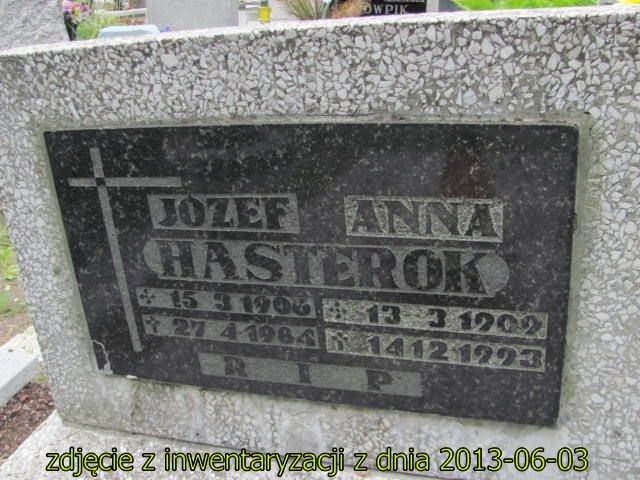 OWPIK
JÓZEF ANNA
HASTEROK
15 3 1906 13 3 1909
27 4 1984 14 12 1993
R I P
zdjęcie z inwentaryzacji z dnia 2013-06-03